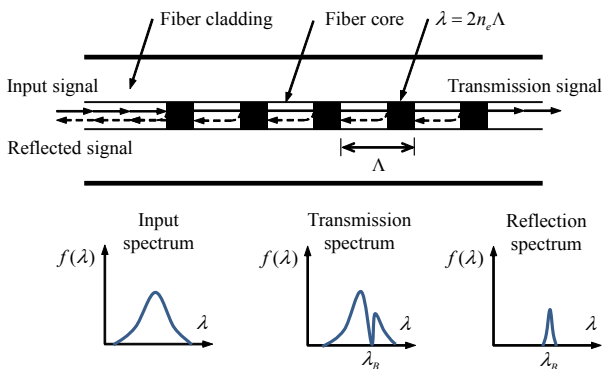 Fiber cladding
Fiber core
λ = 2nₑΛ
Input signal
Transmission signal
Reflected signal
Λ
Input
spectrum
Transmission
spectrum
Reflection
spectrum
f(λ)
λ
f(λ)
λ
λ_B
f(λ)
λ
λ_B